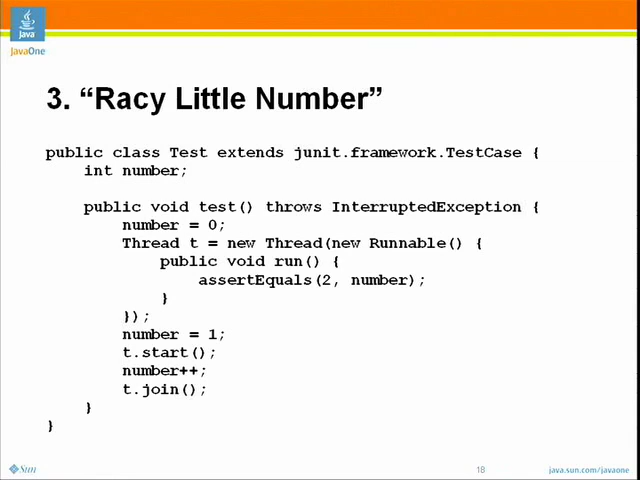 Java
JavaOne
3. “Racy Little Number”
public class Test extends junit.framework.TestCase {
    int number;
    public void test() throws InterruptedException {
        number = 0;
        Thread t = new Thread(new Runnable() {
            public void run() {
                assertEquals(2, number);
            }
        });
        number = 1;
        t.start();
        number++;
        t.join();
    }
}
Sun
18
java.sun.com/javaone